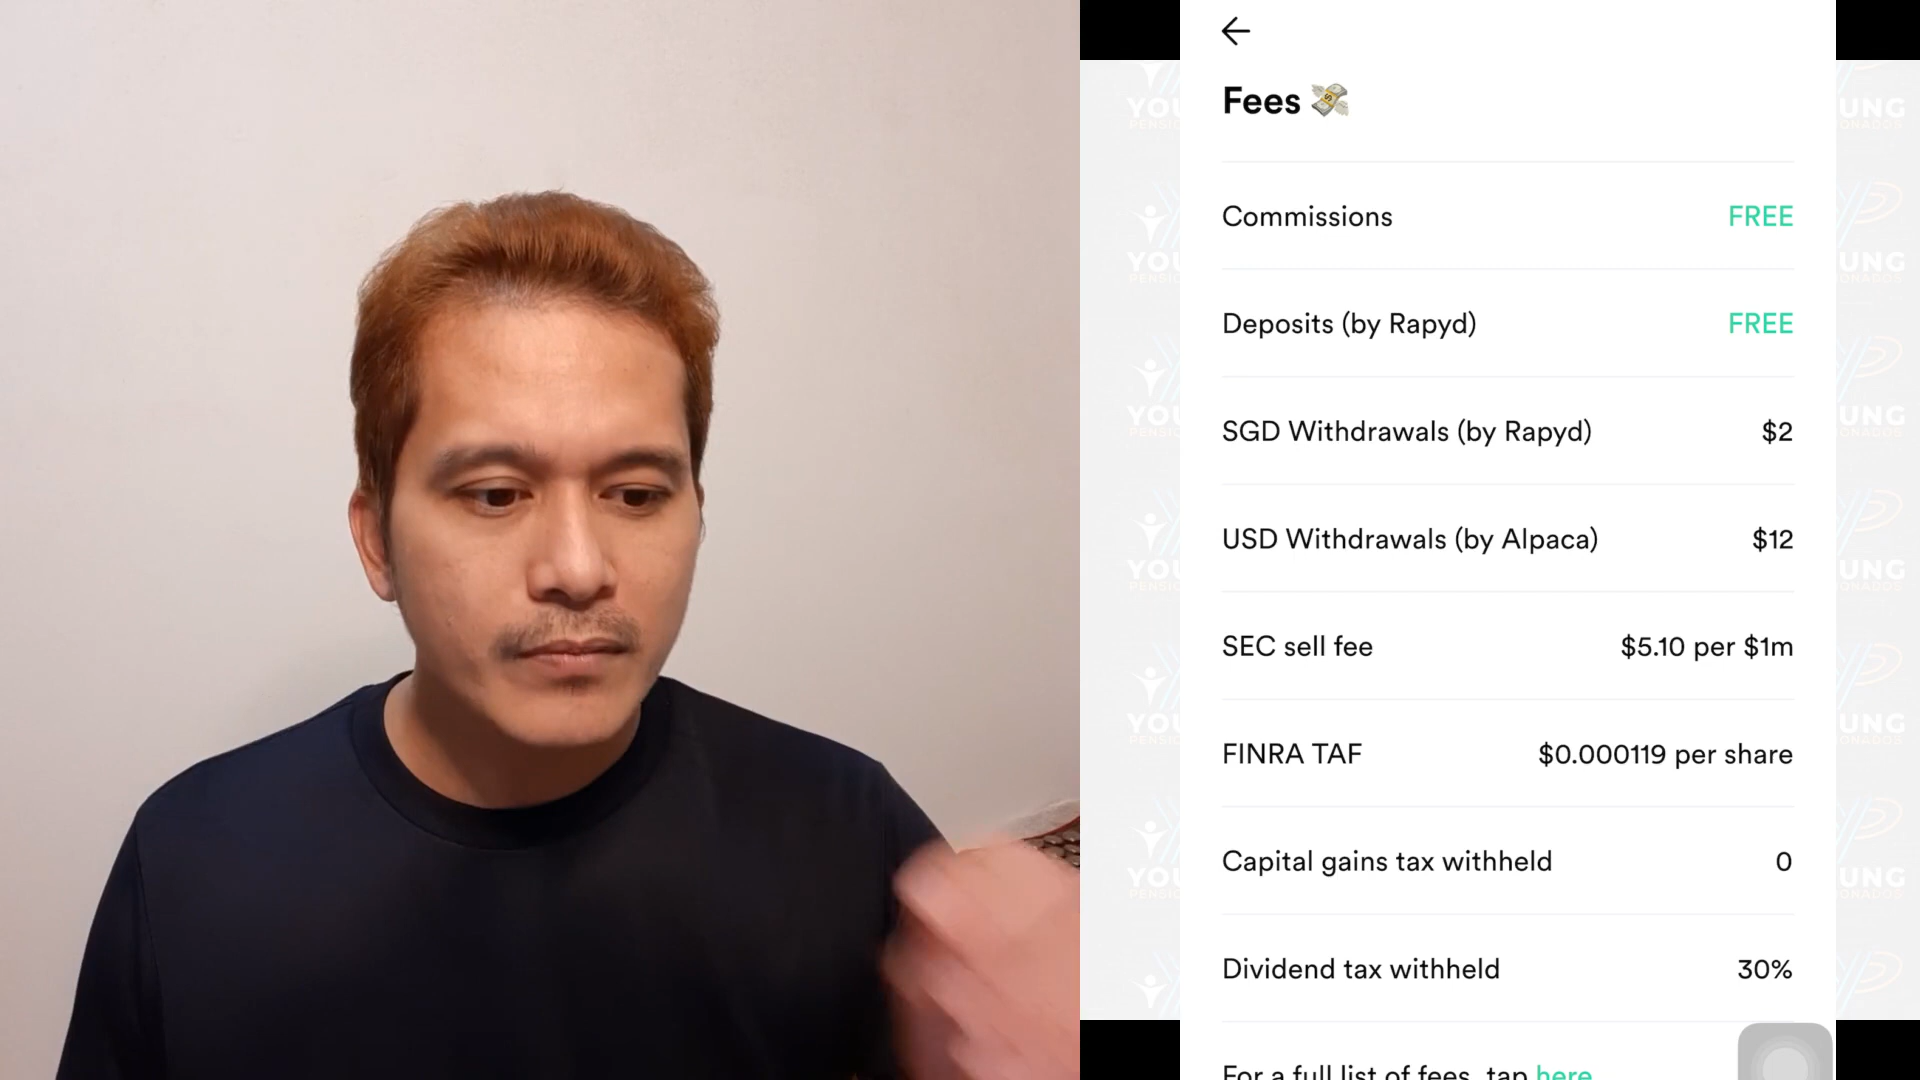 Fees
Commissions FREE
Deposits (by Rapyd) FREE
SGD Withdrawals (by Rapyd) $2
USD Withdrawals (by Alpaca) $12
SEC sell fee $5.10 per $1m
FINRA TAF $0.000119 per share
Capital gains tax withheld 0
Dividend tax withheld 30%
For a full list of fees, tap here